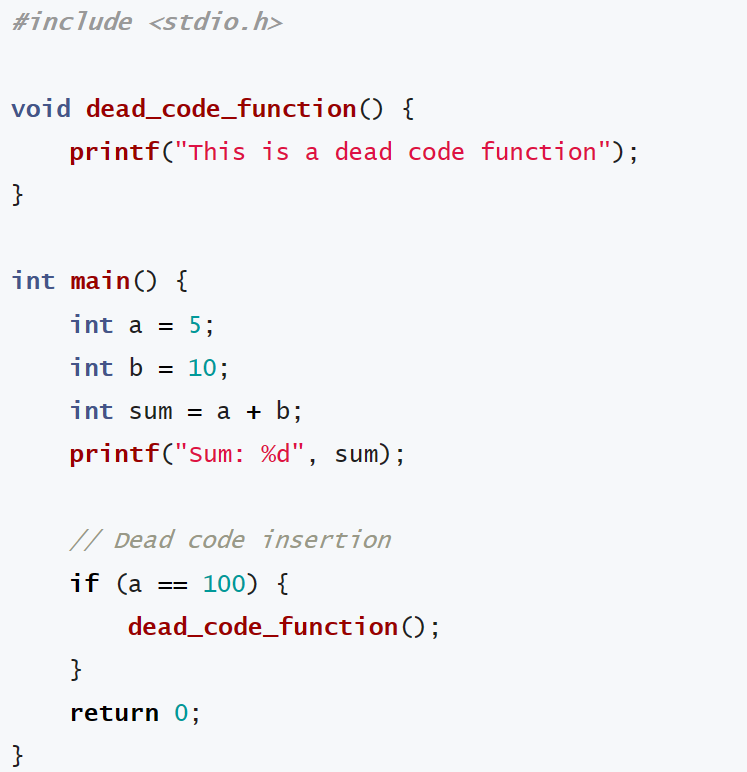 #include <stdio.h>
void dead_code_function() {
    printf("This is a dead code function");
}
int main() {
    int a = 5;
    int b = 10;
    int sum = a + b;
    printf("Sum: %d", sum);
    // Dead code insertion
    if (a == 100) {
        dead_code_function();
    }
    return 0;
}